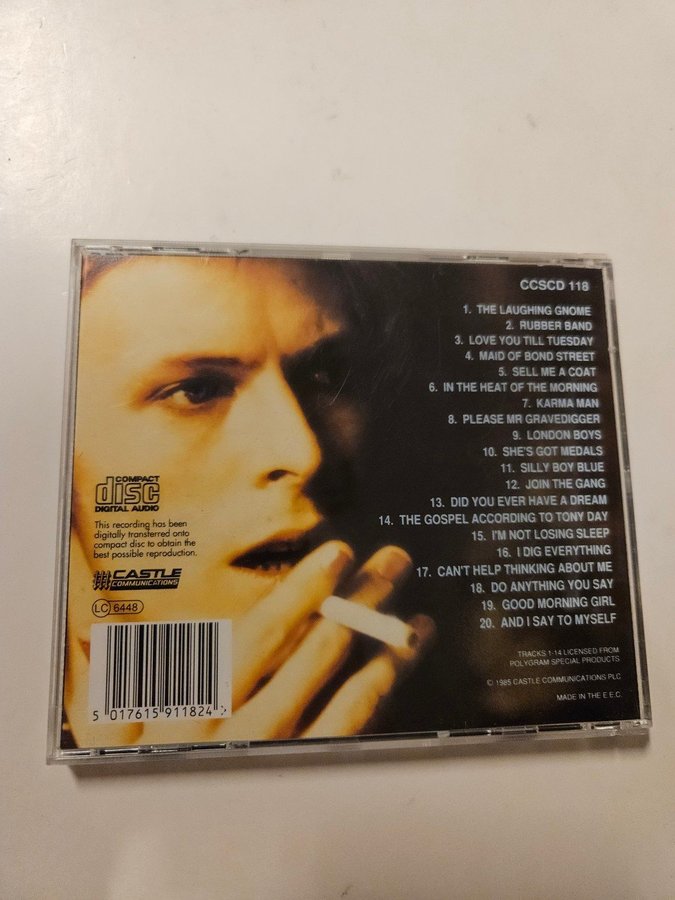 CCSCD 118
1. THE LAUGHING GNOME
2. RUBBER BAND
3. LOVE YOU TILL TUESDAY
4. MAID OF BOND STREET
5. SELL ME A COAT
6. IN THE HEAT OF THE MORNING
7. KARMA MAN
8. PLEASE MR GRAVEDIGGER
9. LONDON BOYS
10. SHE'S GOT MEDALS
11. SILLY BOY BLUE
12. JOIN THE GANG
13. DID YOU EVER HAVE A DREAM
14. THE GOSPEL ACCORDING TO TONY DAY
15. I'M NOT LOSING SLEEP
16. I DIG EVERYTHING
17. CAN'T HELP THINKING ABOUT ME
18. DO ANYTHING YOU SAY
19. GOOD MORNING GIRL
20. AND I SAY TO MYSELF
TRACKS 1-14 LICENSED FROM
POLYGRAM SPECIAL PRODUCTS
© 1985 CASTLE COMMUNICATIONS PLC
MADE IN THE E.E.C.
COMPACT
disc
DIGITAL AUDIO
This recording has been
digitally transferred onto
compact disc to obtain the
best possible reproduction.
CASTLE
COMMUNICATIONS
LC 6448
5 017615 911824 >